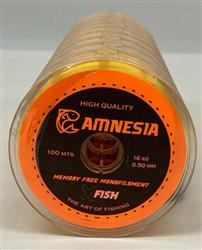 HIGH QUALITY
AMNESIA
100 MTS
16 KG
0.50 MM
MEMORY FREE MONOFILAMENT
FISH
THE ART OF FISHING